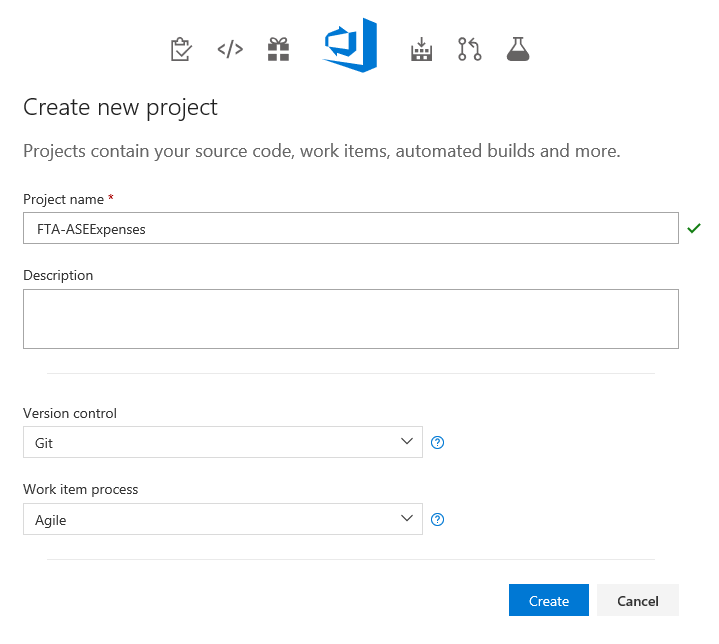 </>
Create new project
Projects contain your source code, work items, automated builds and more.
Project name *
FTA-ASEExpenses
Description
Version control
Git
?
Work item process
Agile
?
Create Cancel